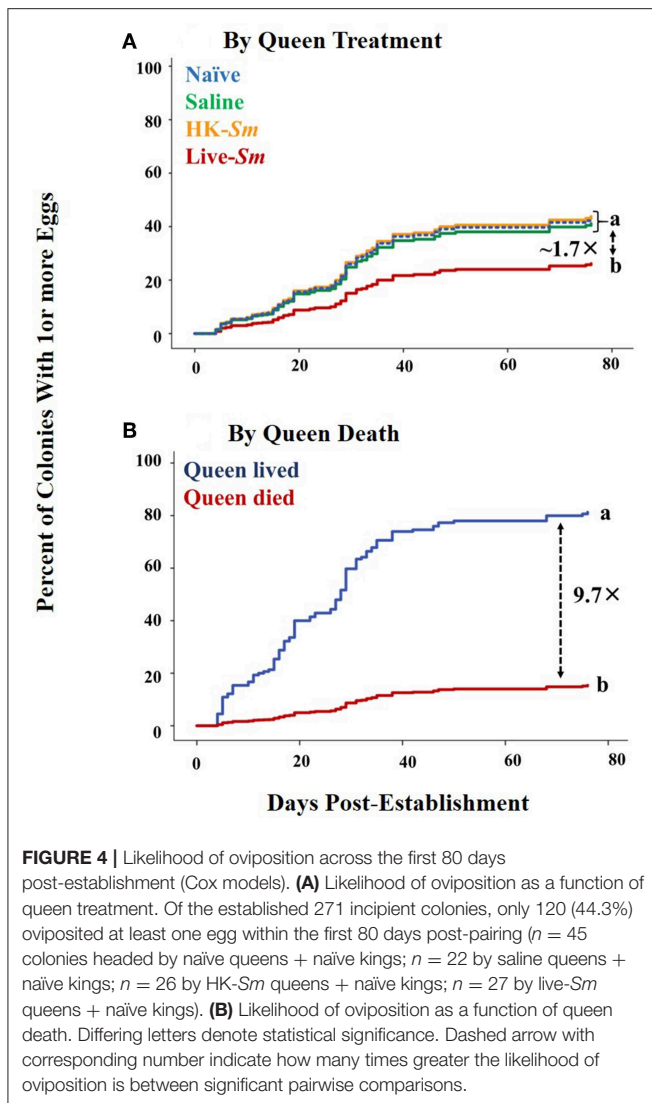 A
By Queen Treatment
Percent of Colonies With 1or more Eggs
100
80
60
40
20
0
Naïve
Saline
HK-Sm
Live-Sm
a
~1.7×
b
0
20
40
60
80
B
By Queen Death
100
80
60
40
20
0
Queen lived
Queen died
a
9.7×
b
0
20
40
60
80
Days Post-Establishment
FIGURE 4 | Likelihood of oviposition across the first 80 days
post-establishment (Cox models). (A) Likelihood of oviposition as a function of
queen treatment. Of the established 271 incipient colonies, only 120 (44.3%)
oviposited at least one egg within the first 80 days post-pairing (n = 45
colonies headed by naïve queens + naïve kings; n = 22 by saline queens +
naïve kings; n = 26 by HK-Sm queens + naïve kings; n = 27 by live-Sm
queens + naïve kings). (B) Likelihood of oviposition as a function of queen
death. Differing letters denote statistical significance. Dashed arrow with
corresponding number indicate how many times greater the likelihood of
oviposition is between significant pairwise comparisons.